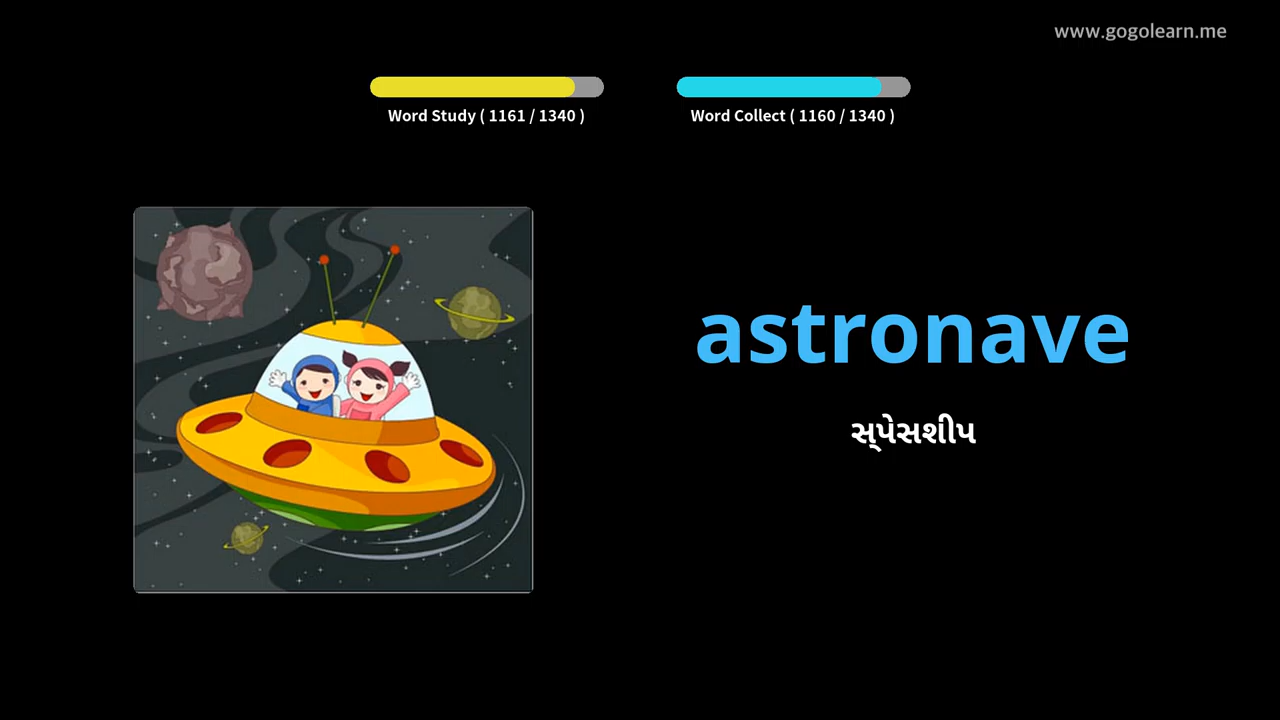 www.gogolearn.me
Word Study ( 1161 / 1340 )
Word Collect ( 1160 / 1340 )
astronave
સ્પેસશીપ